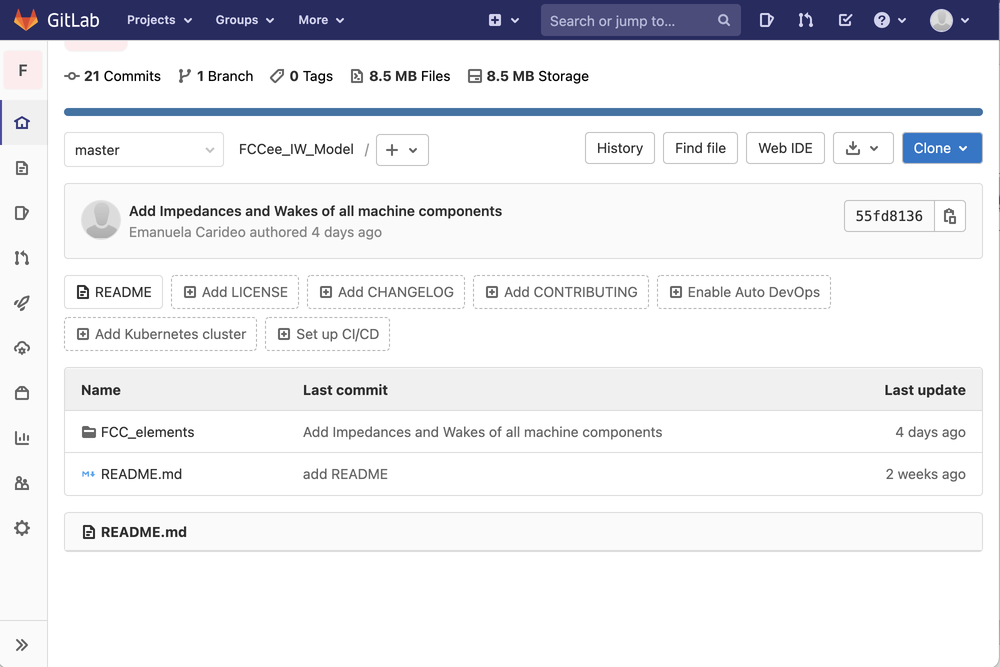 GitLab Projects Groups More Search or jump to...
F
21 Commits 1 Branch 0 Tags 8.5 MB Files 8.5 MB Storage
master FCCee_IW_Model / History Find file Web IDE Clone
Add Impedances and Wakes of all machine components
Emanuela Carideo authored 4 days ago
55fd8136
README Add LICENSE Add CHANGELOG Add CONTRIBUTING Enable Auto DevOps
Add Kubernetes cluster Set up CI/CD
Name Last commit Last update
FCC_elements Add Impedances and Wakes of all machine components 4 days ago
README.md add README 2 weeks ago
README.md